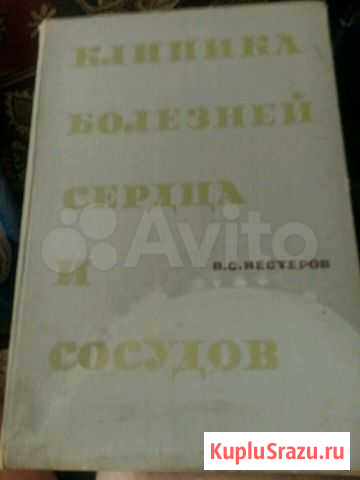 КЛИНИКА
БОЛЕЗНЕЙ
СЕРДЦА
Avito
И
В.С.НЕСТЕРОВ
СОСУДОВ
KupluSrazu.ru